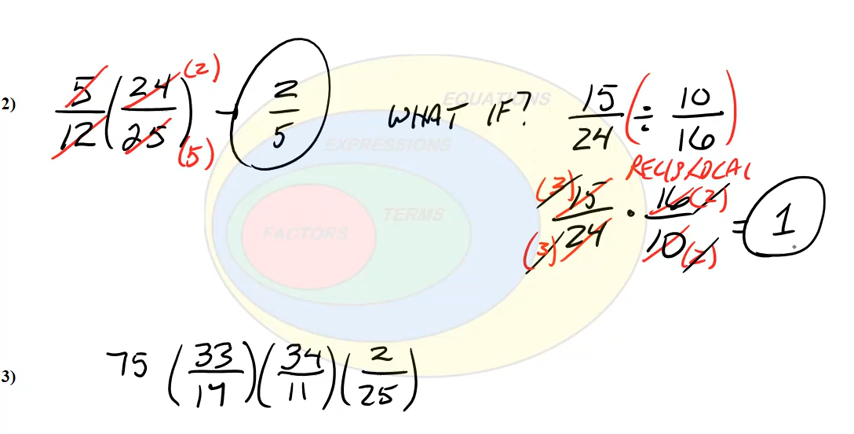 2) 5/12 (24/25) (2) (5) = 2/5
WHAT IF? 15/24 (÷ 10/16)
RECIPROCAL
(3) 15/24 (3) · 16/10 (2) (2) = 1
EQUATIONS
EXPRESSIONS
TERMS
FACTORS
3) 75 (33/17)(34/11)(2/25)